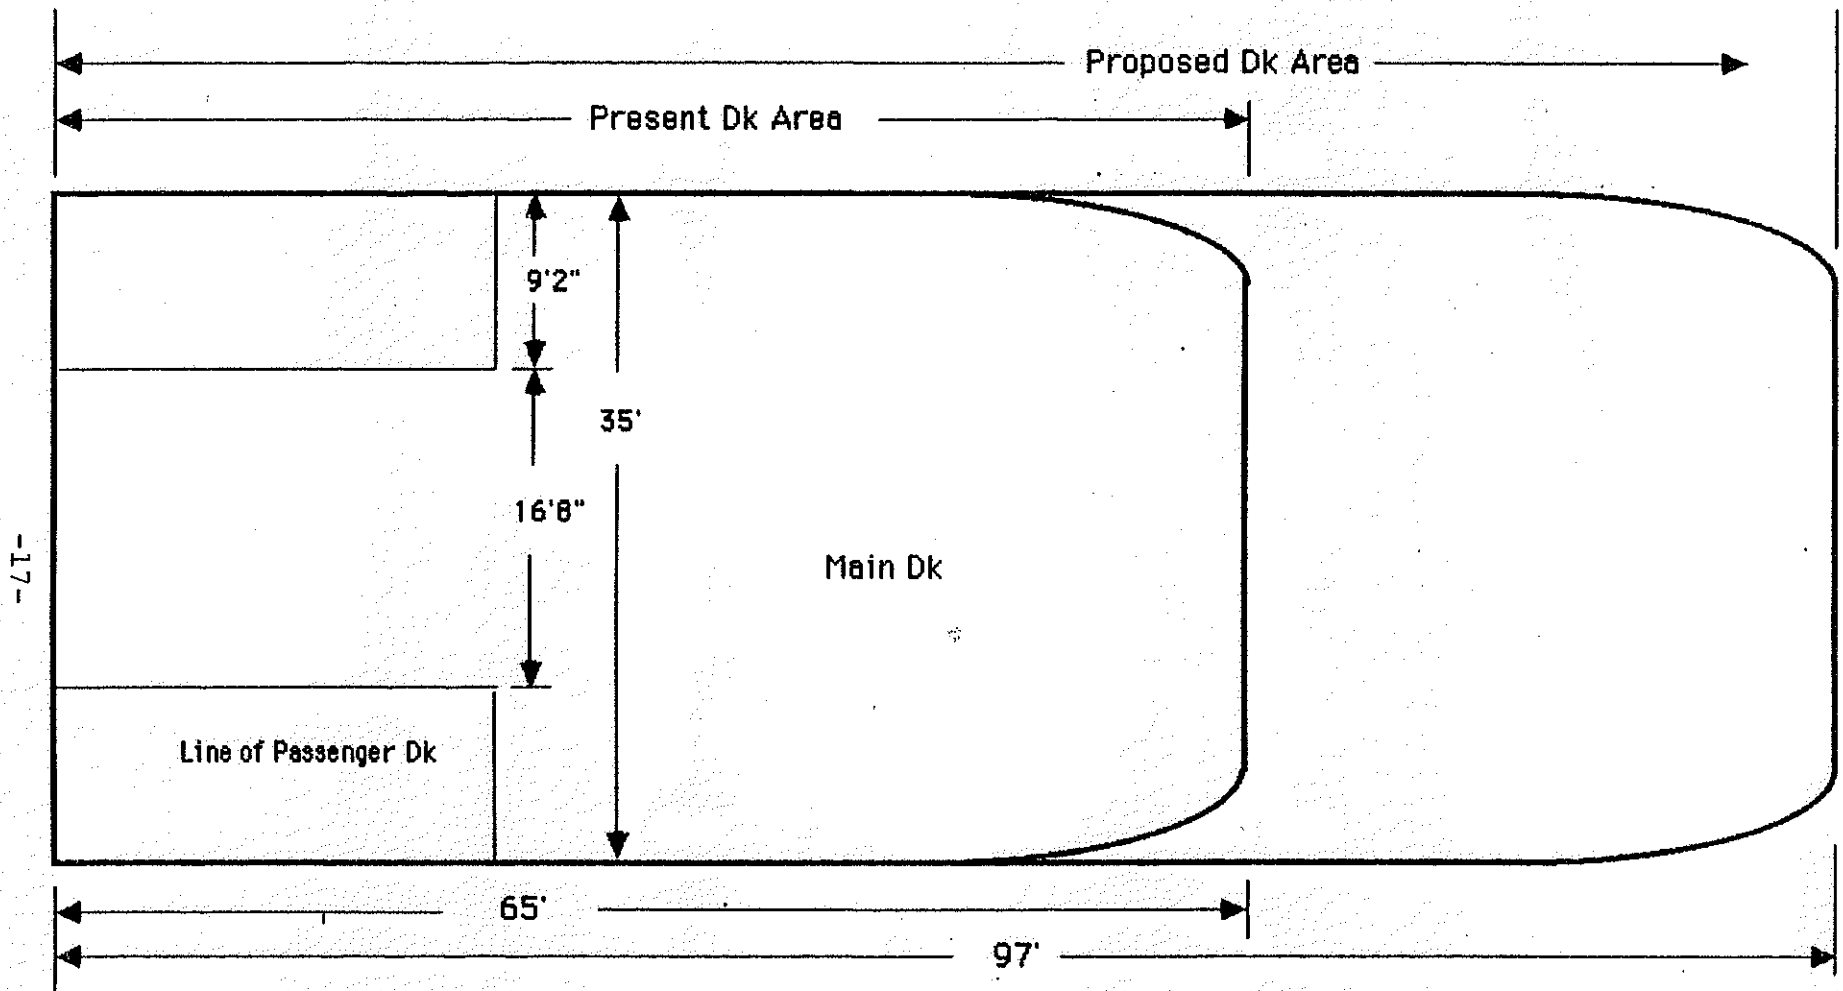 Proposed Dk Area
Present Dk Area
9'2"
35'
16'8"
Main Dk
-17-
Line of Passenger Dk
65'
97'